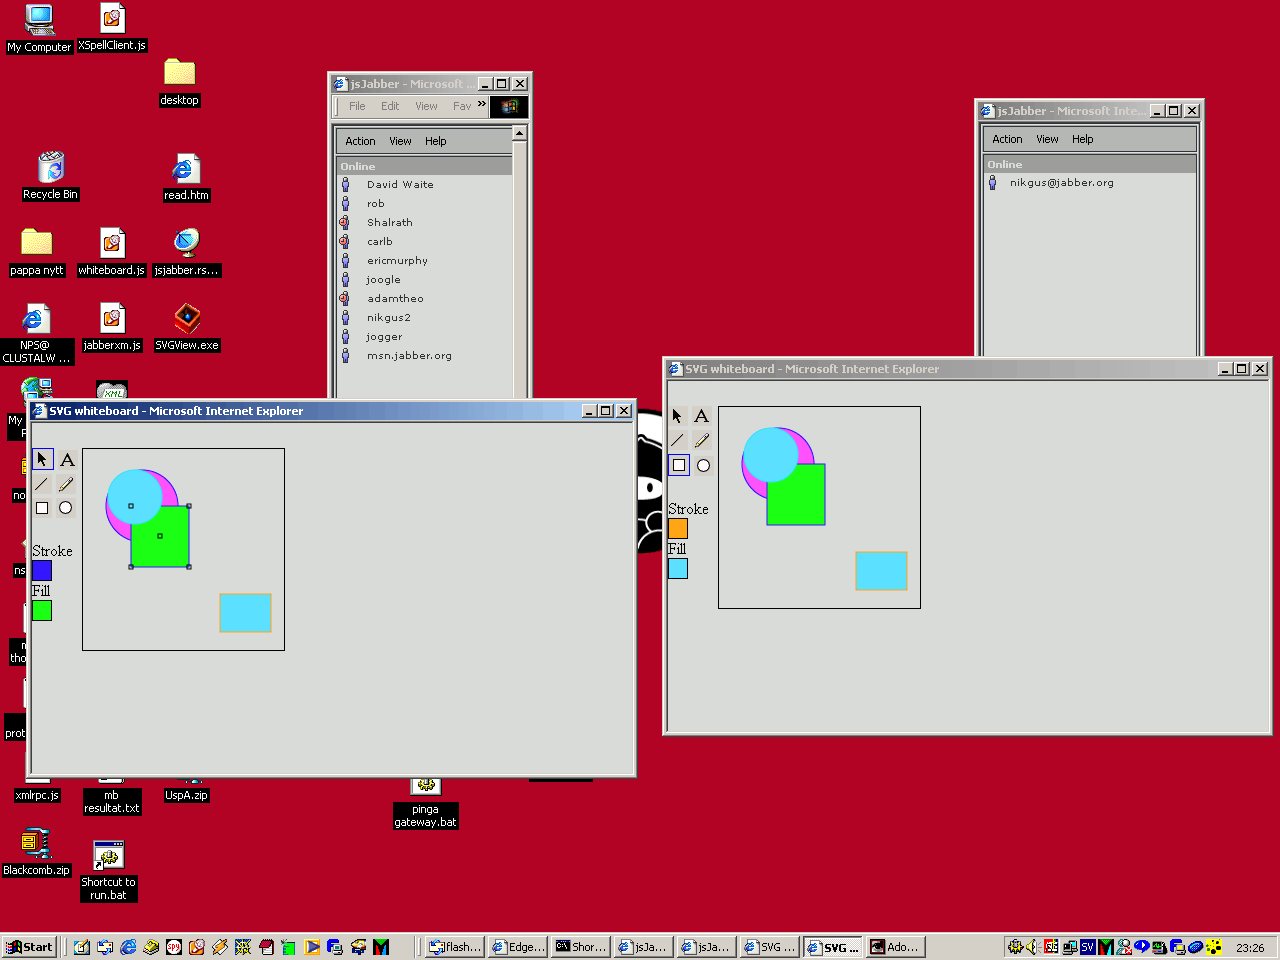 My Computer
XSpellClient.js
desktop
Recycle Bin
read.htm
pappa nytt
whiteboard.js
jsjabber.rs...
NPS@
CLUSTALW ...
jabberxm.js
SVGView.exe
XML
My
no
ns
m
tho
prot
xmlrpc.js
mb
resultat.txt
UspA.zip
pinga
gateway.bat
Blackcomb.zip
Shortcut to
run.bat
jsJabber - Microsoft ...
File Edit View Fav »
Action View Help
Online
David Waite
rob
Shalrath
carlb
ericmurphy
joogle
adamtheo
nikgus2
jogger
msn.jabber.org
jsJabber - Microsoft Inte...
Action View Help
Online
nikgus@jabber.org
SVG whiteboard - Microsoft Internet Explorer
A
Stroke
Fill
SVG whiteboard - Microsoft Internet Explorer
A
Stroke
Fill
Start
flash...
Edge...
Shor...
jsJa...
jsJa...
SVG ...
SVG ...
Ado...
SV
23:26